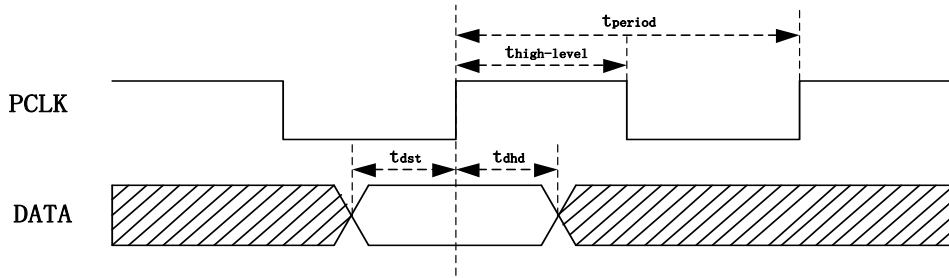 tperiod
thigh-level
PCLK
tdst
tdhd
DATA